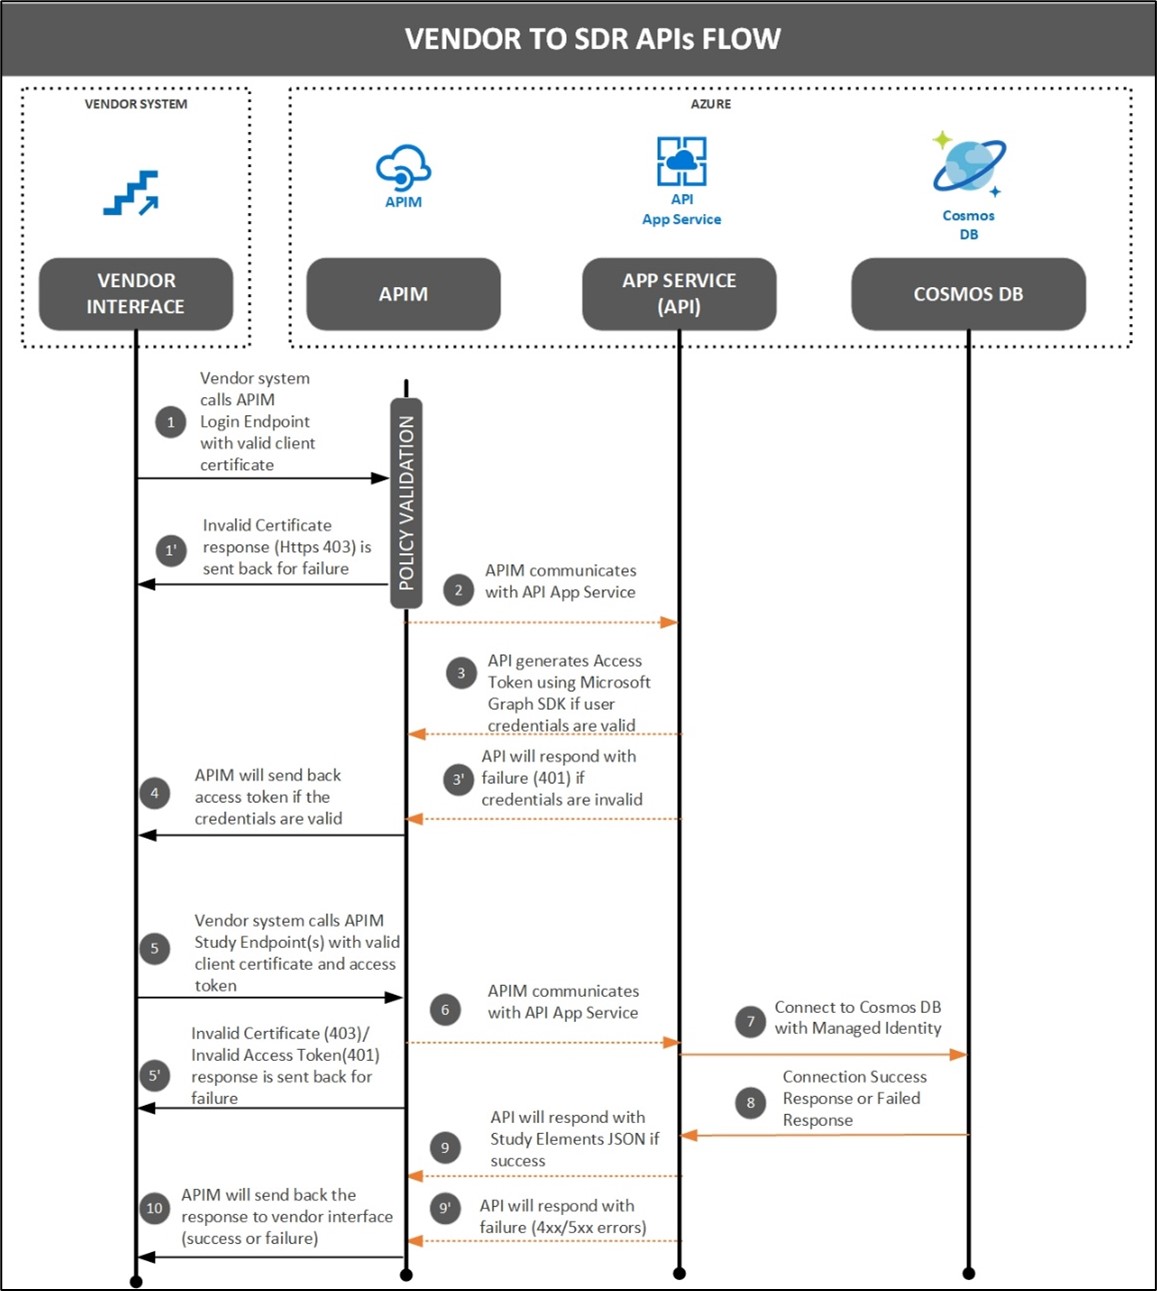 VENDOR TO SDR APIs FLOW
VENDOR SYSTEM
AZURE
APIM
API
App Service
Cosmos
DB
VENDOR
INTERFACE
APIM
APP SERVICE
(API)
COSMOS DB
POLICY VALIDATION
1
Vendor system
calls APIM
Login Endpoint
with valid client
certificate
1'
Invalid Certificate
response (Https 403) is
sent back for failure
2
APIM communicates
with API App Service
3
API generates Access
Token using Microsoft
Graph SDK if user
credentials are valid
3'
API will respond with
failure (401) if
credentials are invalid
4
APIM will send back
access token if the
credentials are valid
5
Vendor system calls APIM
Study Endpoint(s) with valid
client certificate and access
token
6
APIM communicates
with API App Service
7
Connect to Cosmos DB
with Managed Identity
5'
Invalid Certificate (403)/
Invalid Access Token(401)
response is sent back for
failure
8
Connection Success
Response or Failed
Response
9
API will respond with
Study Elements JSON if
success
9'
API will respond with
failure (4xx/5xx errors)
10
APIM will send back the
response to vendor interface
(success or failure)